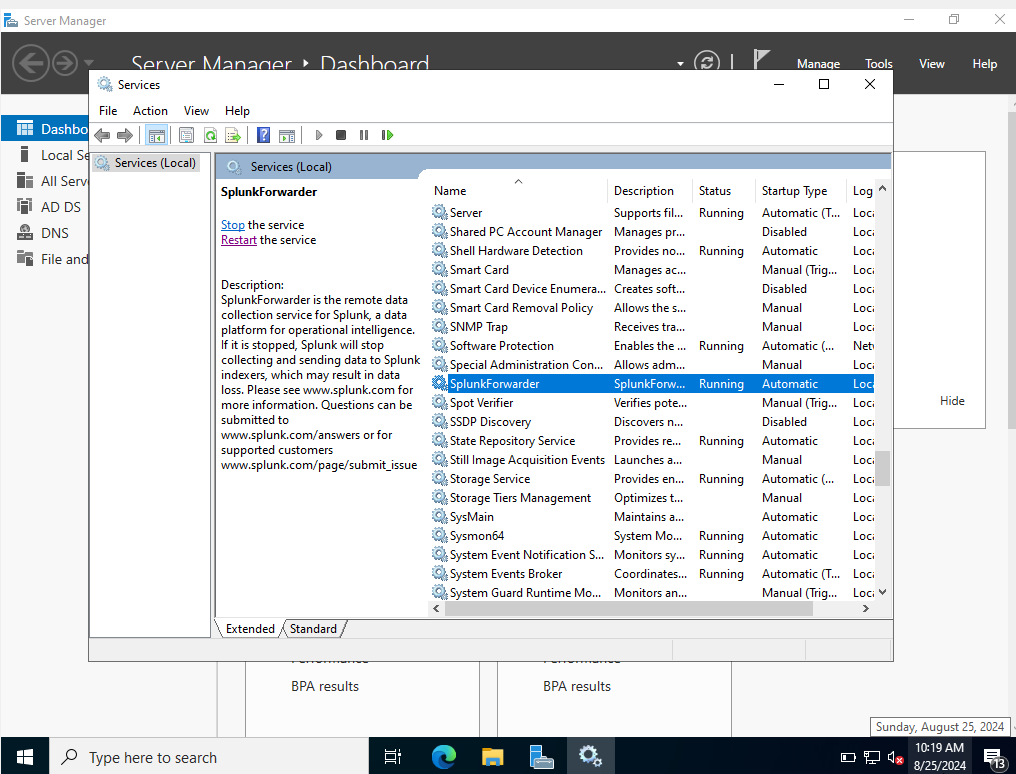 Server Manager
Server Manager
Dashboard
Manage
Tools
View
Help
Services
File
Action
View
Help
Dashbo
Local Se
All Serv
AD DS
DNS
File and
Services (Local)
Services (Local)
SplunkForwarder
Stop the service
Restart the service
Description:
SplunkForwarder is the remote data
collection service for Splunk, a data
platform for operational intelligence.
If it is stopped, Splunk will stop
collecting and sending data to Splunk
indexers, which may result in data
loss. Please see www.splunk.com for
more information. Questions can be
submitted to
www.splunk.com/answers or for
supported customers
www.splunk.com/page/submit_issue
Name Description Status Startup Type Log
Server Supports fil... Running Automatic (T... Loca
Shared PC Account Manager Manages pr... Disabled Loca
Shell Hardware Detection Provides no... Running Automatic Loca
Smart Card Manages ac... Manual (Trig... Loca
Smart Card Device Enumera... Creates soft... Disabled Loca
Smart Card Removal Policy Allows the s... Manual Loca
SNMP Trap Receives tra... Manual Loca
Software Protection Enables the ... Running Automatic (... Netv
Special Administration Con... Allows adm... Manual Loca
SplunkForwarder SplunkForw... Running Automatic Loca
Spot Verifier Verifies pote... Manual (Trig... Loca
SSDP Discovery Discovers n... Disabled Loca
State Repository Service Provides re... Running Automatic Loca
Still Image Acquisition Events Launches a... Manual Loca
Storage Service Provides en... Running Automatic (... Loca
Storage Tiers Management Optimizes t... Manual Loca
SysMain Maintains a... Automatic Loca
Sysmon64 System Mo... Running Automatic Loca
System Event Notification S... Monitors sy... Running Automatic Loca
System Events Broker Coordinates... Running Automatic (T... Loca
System Guard Runtime Mo... Monitors an... Manual (Trig... Loca
Hide
Extended
Standard
Performance
Performance
BPA results
BPA results
Sunday, August 25, 2024
Type here to search
10:19 AM
8/25/2024
13